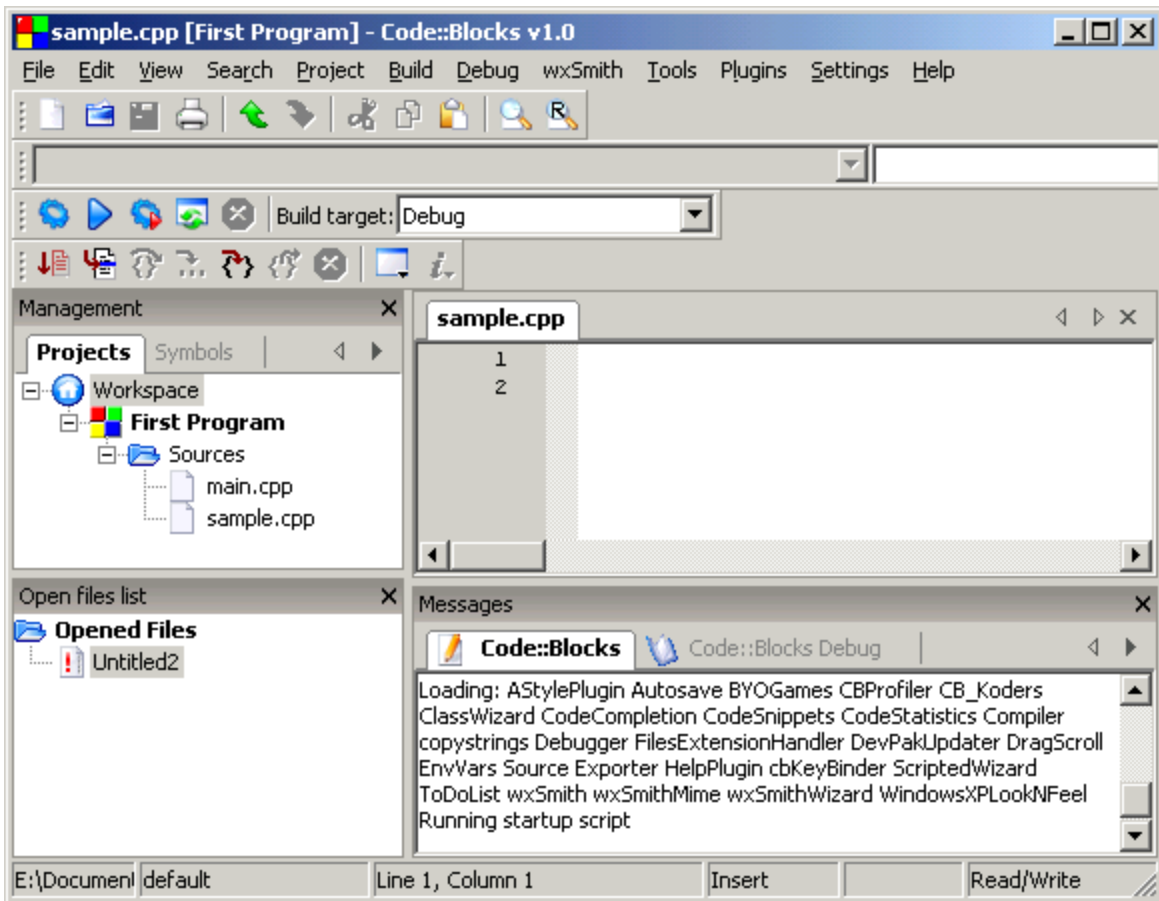 sample.cpp [First Program] - Code::Blocks v1.0
File Edit View Search Project Build Debug wxSmith Tools Plugins Settings Help
Build target: Debug
Management
Projects Symbols
Workspace
First Program
Sources
main.cpp
sample.cpp
sample.cpp
1
2
Open files list
Opened Files
Untitled2
Messages
Code::Blocks Code::Blocks Debug
Loading: AStylePlugin Autosave BYOGames CBProfiler CB_Koders
ClassWizard CodeCompletion CodeSnippets CodeStatistics Compiler
copystrings Debugger FilesExtensionHandler DevPakUpdater DragScroll
EnvVars Source Exporter HelpPlugin cbKeyBinder ScriptedWizard
ToDoList wxSmith wxSmithMime wxSmithWizard WindowsXPLookNFeel
Running startup script
E:\Document default Line 1, Column 1 Insert Read/Write